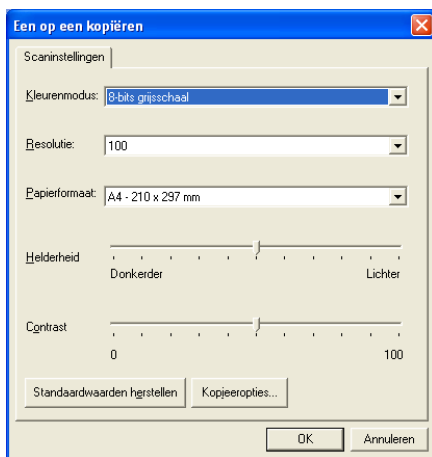 Een op een kopiëren
Scaninstellingen
Kleurenmodus: 8-bits grijsschaal
Resolutie: 100
Papierformaat: A4 - 210 x 297 mm
Helderheid
Donkerder Lichter
Contrast
0 100
Standaardwaarden herstellen Kopjeeropties...
OK Annuleren